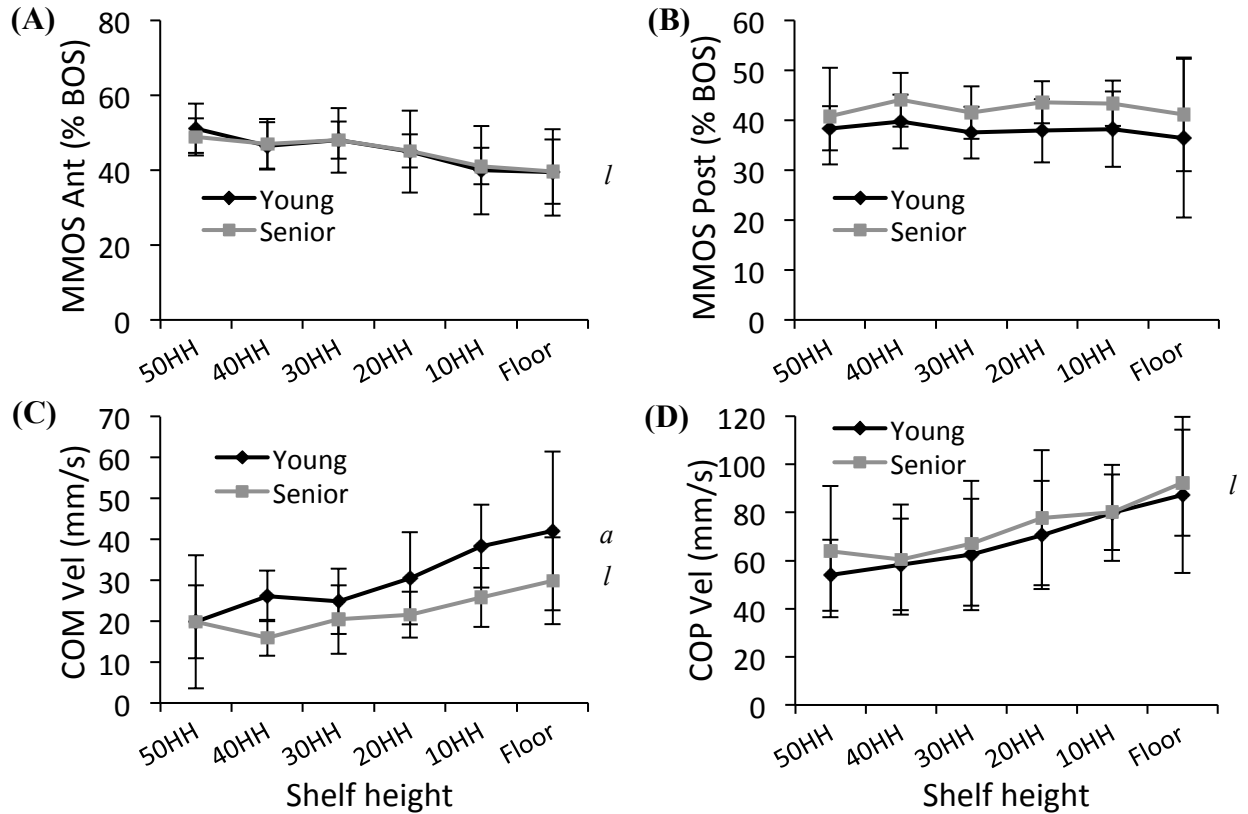 (A)
MMOS Ant (% BOS)
80
60
40
20
0
Young
Senior
l
50HH
40HH
30HH
20HH
10HH
Floor
(B)
MMOS Post (% BOS)
60
50
40
30
20
10
0
Young
Senior
50HH
40HH
30HH
20HH
10HH
Floor
(C)
COM Vel (mm/s)
70
60
50
40
30
20
10
0
Young
Senior
a
l
50HH
40HH
30HH
20HH
10HH
Floor
Shelf height
(D)
COP Vel (mm/s)
120
100
80
60
40
20
0
Young
Senior
l
50HH
40HH
30HH
20HH
10HH
Floor
Shelf height